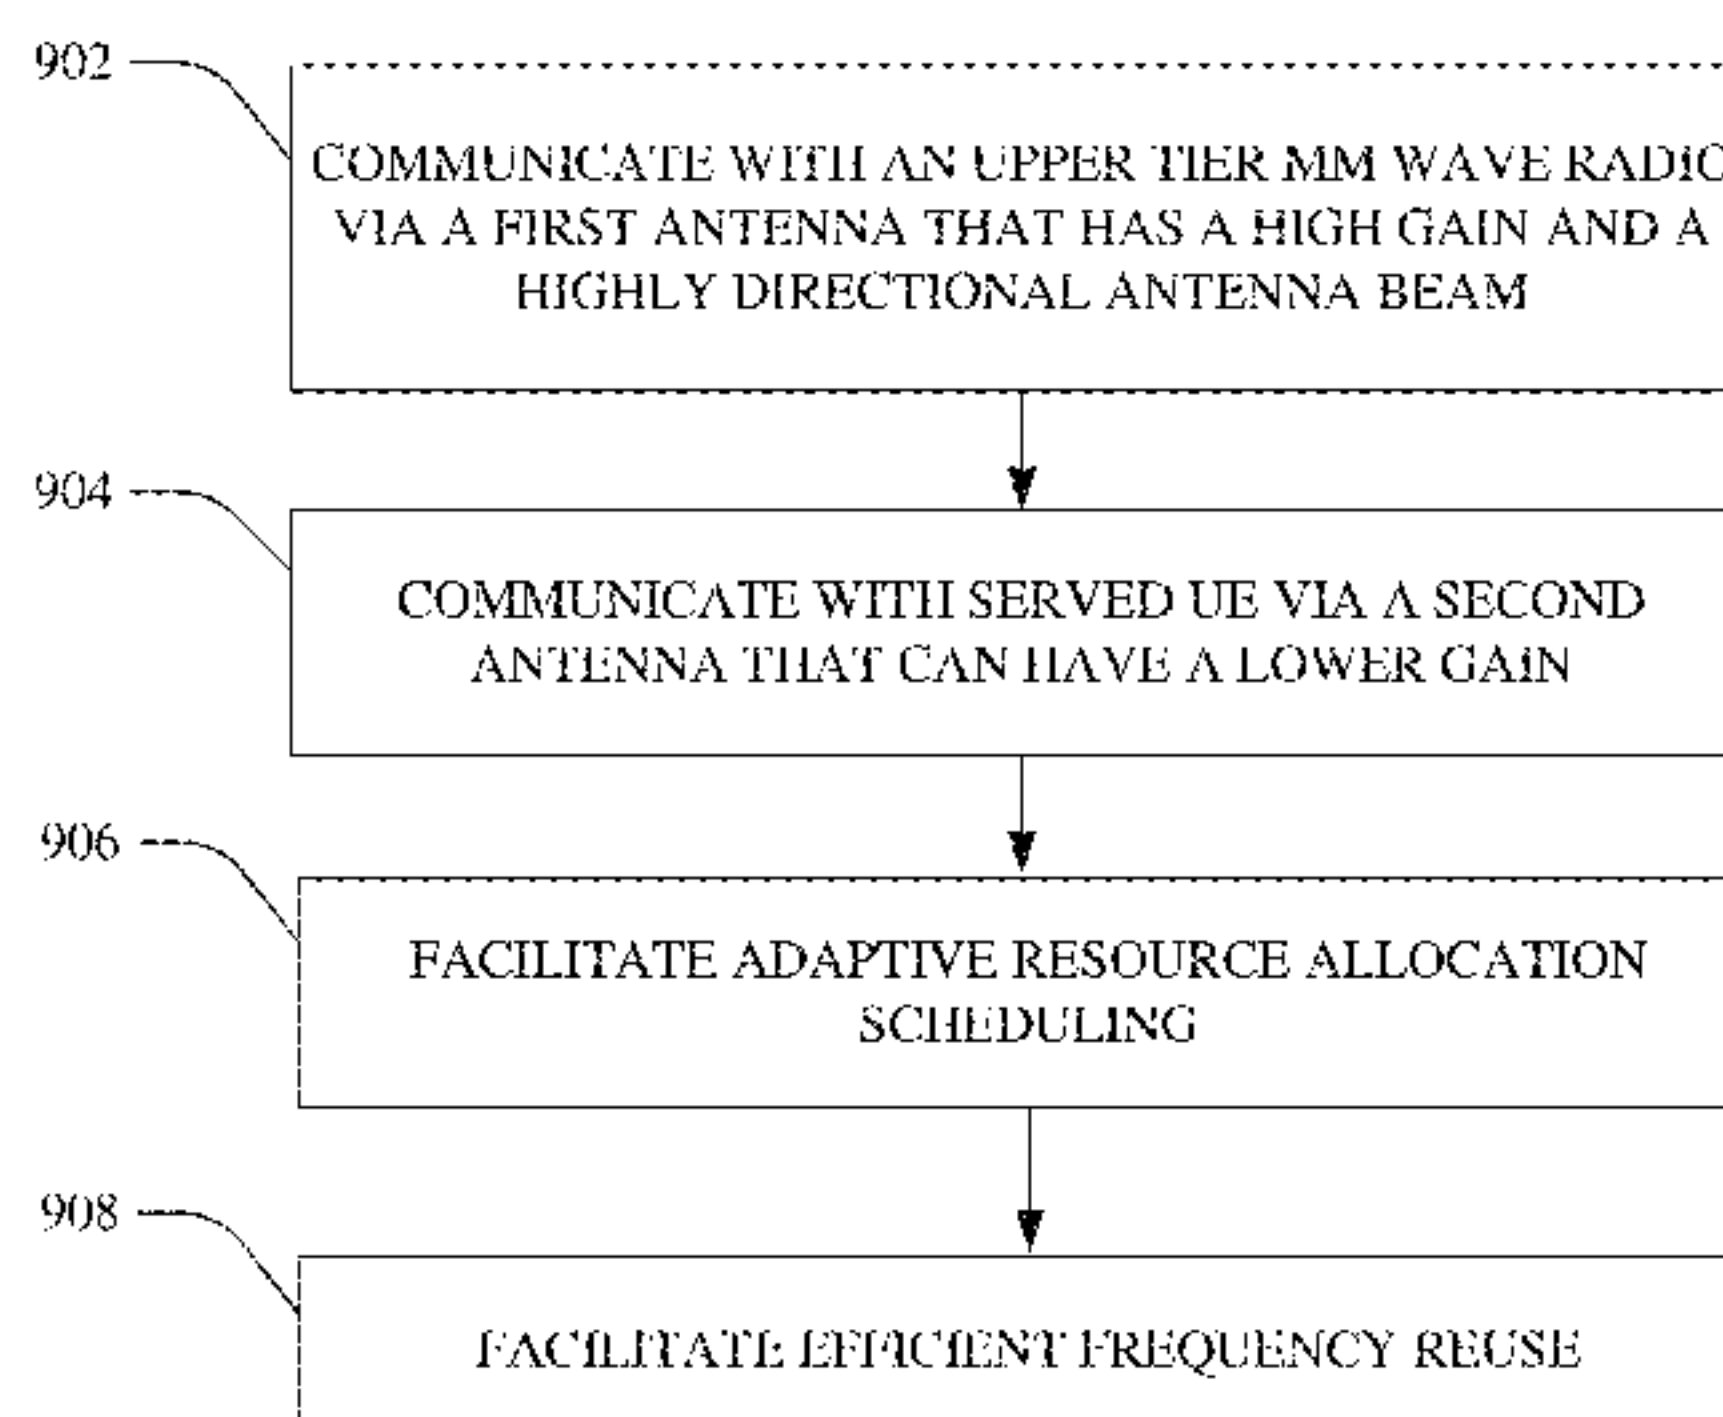 902
COMMUNICATE WITH AN UPPER TIER MM WAVE RADIO
VIA A FIRST ANTENNA THAT HAS A HIGH GAIN AND A
HIGHLY DIRECTIONAL ANTENNA BEAM
904
COMMUNICATE WITH SERVED UE VIA A SECOND
ANTENNA THAT CAN HAVE A LOWER GAIN
906
FACILITATE ADAPTIVE RESOURCE ALLOCATION
SCHEDULING
908
FACILITATE EFFICIENT FREQUENCY REUSE